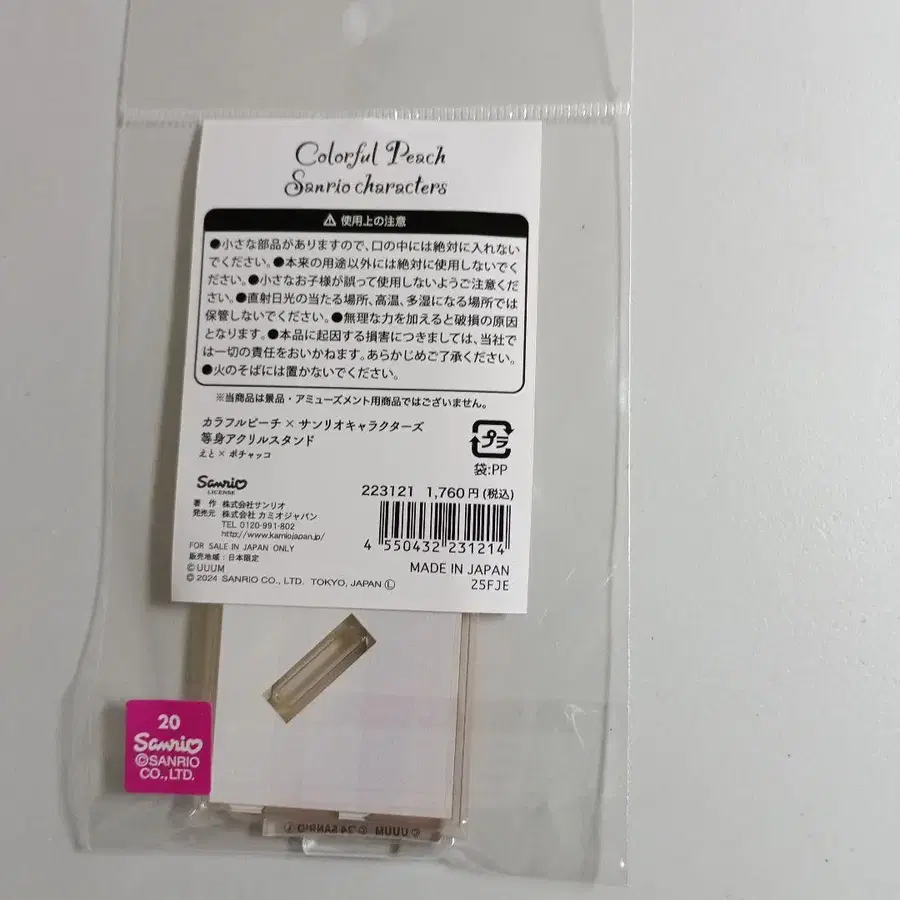 Colorful Peach
Sanrio characters
⚠ 使用上の注意
●小さな部品がありますので、口の中には絶対に入れない
でください。●本来の用途以外には絶対に使用しないでく
ださい。●小さなお子様が誤って使用しないようご注意くだ
さい。●直射日光の当たる場所、高温、多湿になる場所では
保管しないでください。●無理な力を加えると破損の原因
となります。●本品に起因する損害につきましては、当社で
は一切の責任をおいかねます。あらかじめご了承ください。
●火のそばには置かないでください。
※当商品は景品・アミューズメント用商品ではございません。
カラフルピーチ×サンリオキャラクターズ
等身アクリルスタンド
えと×ポチャッコ
プラ
袋:PP
Sanrio
LICENSE
著 作 株式会社サンリオ
発売元 株式会社 カミオジャパン
TEL 0120-991-802
http://www.kamiojapan.jp/
FOR SALE IN JAPAN ONLY
販売地域:日本限定
©UUUM
©2024 SANRIO CO., LTD. TOKYO, JAPAN Ⓛ
223121 1,760円(税込)
4 550432 231214
MADE IN JAPAN
25FJE
20
Sanrio
©SANRIO
CO.,LTD.
© UUUM © '24 SANRIO Ⓛ